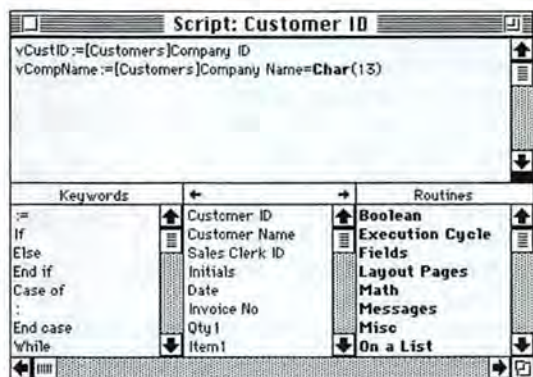 Script: Customer ID
vCustID:=[Customers]Company ID
vCompName:=[Customers]Company Name=Char(13)
Keywords
Routines
:=
If
Else
End if
Case of
:
End case
While
Customer ID
Customer Name
Sales Clerk ID
Initials
Date
Invoice No
Qty1
Item1
Boolean
Execution Cycle
Fields
Layout Pages
Math
Messages
Misc
On a List